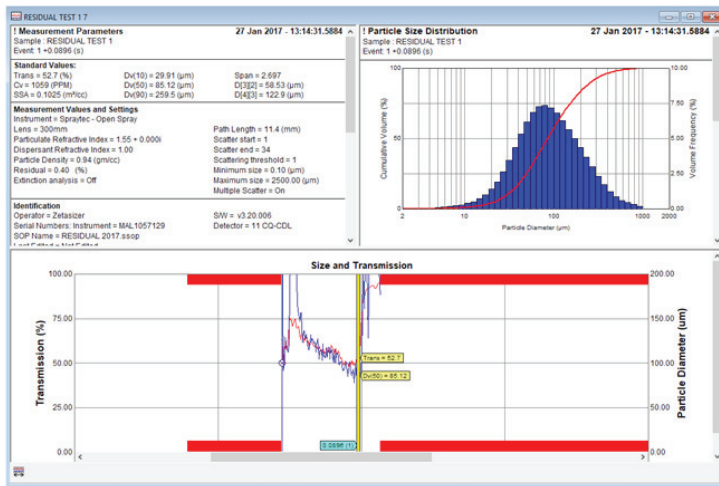 RESIDUAL TEST 1 7
! Measurement Parameters 27 Jan 2017 - 13:14:31.5884
Sample : RESIDUAL TEST 1
Event: 1 +0.0896 (s)
Standard Values:
Trans = 52.7 (%) Dv(10) = 29.91 (µm) Span = 2.697
Cv = 1059 (PPM) Dv(50) = 85.12 (µm) D[3][2] = 58.53 (µm)
SSA = 0.1025 (m²/cc) Dv(90) = 259.5 (µm) D[4][3] = 122.9 (µm)
Measurement Values and Settings
Instrument = Spraytec - Open Spray
Lens = 300mm Path Length = 11.4 (mm)
Particulate Refractive Index = 1.55 + 0.000i Scatter start = 1
Dispersant Refractive Index = 1.00 Scatter end = 34
Particle Density = 0.94 (gm/cc) Scattering threshold = 1
Residual = 0.40 (%) Minimum size = 0.10 (µm)
Extinction analysis = Off Maximum size = 2500.00 (µm)
Multiple Scatter = On
Identification
Operator = Zetasizer S/W = v3.20.006
Serial Numbers: Instrument = MAL1057129 Detector = 11 CQ-CDL
SOP Name = RESIDUAL 2017.ssop
Last Edited = Not Edited
! Particle Size Distribution 27 Jan 2017 - 13:14:31.5884
Sample : RESIDUAL TEST 1
Event: 1 +0.0896 (s)
Cumulative Volume (%)
100
50
0
Volume Frequency (%)
10.00
7.50
5.00
2.50
0.00
2 10 100 1000 2000
Particle Diameter (µm)
Size and Transmission
Transmission (%)
100.00
75.00
50.00
25.00
0.00
Particle Diameter (um)
200.00
150.00
100.00
50.00
0.00
Trans = 52.7
Dv(50) = 85.12
0.0896 (1)